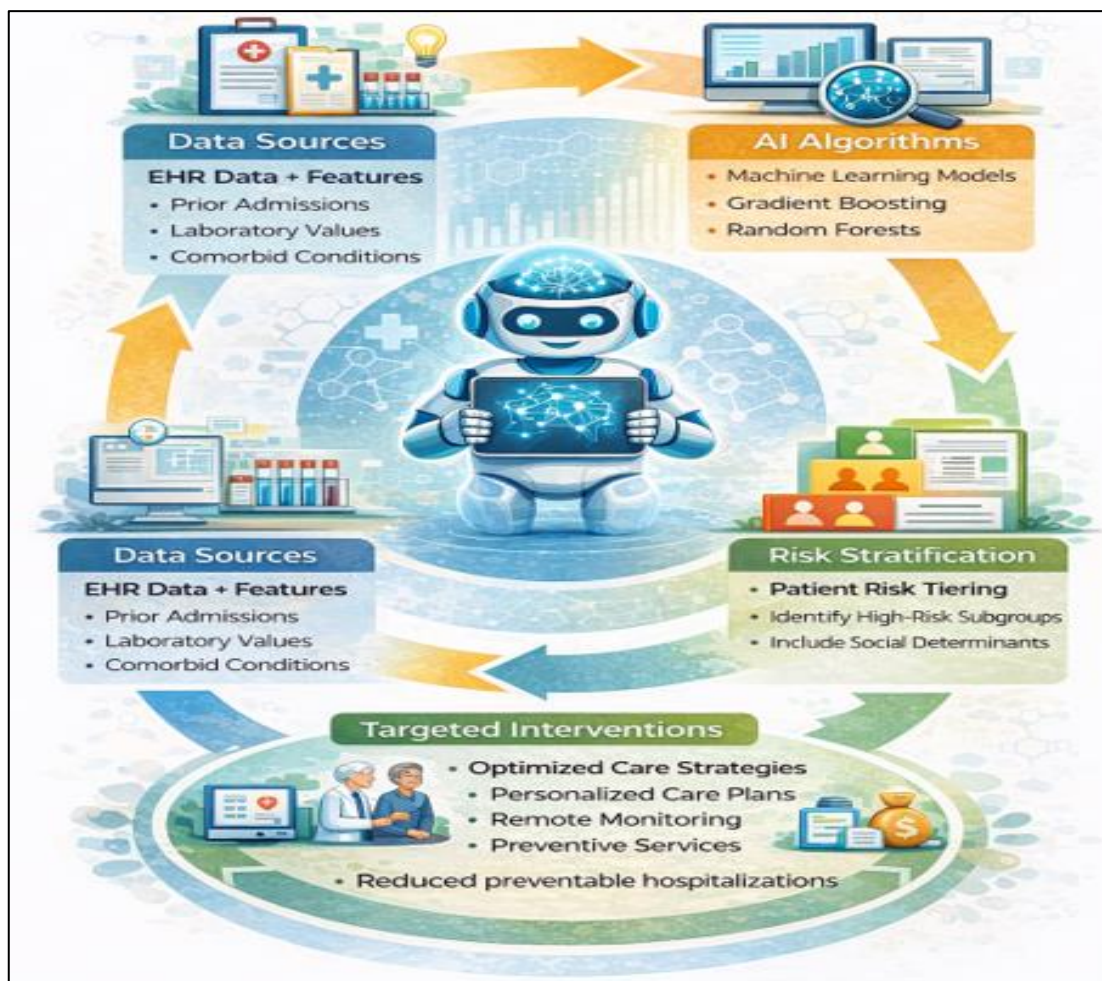 Data Sources
EHR Data + Features
• Prior Admissions
• Laboratory Values
• Comorbid Conditions
AI Algorithms
• Machine Learning Models
• Gradient Boosting
• Random Forests
Data Sources
EHR Data + Features
• Prior Admissions
• Laboratory Values
• Comorbid Conditions
Risk Stratification
• Patient Risk Tiering
• Identify High-Risk Subgroups
• Include Social Determinants
Targeted Interventions
• Optimized Care Strategies
• Personalized Care Plans
• Remote Monitoring
• Preventive Services
$
• Reduced preventable hospitalizations